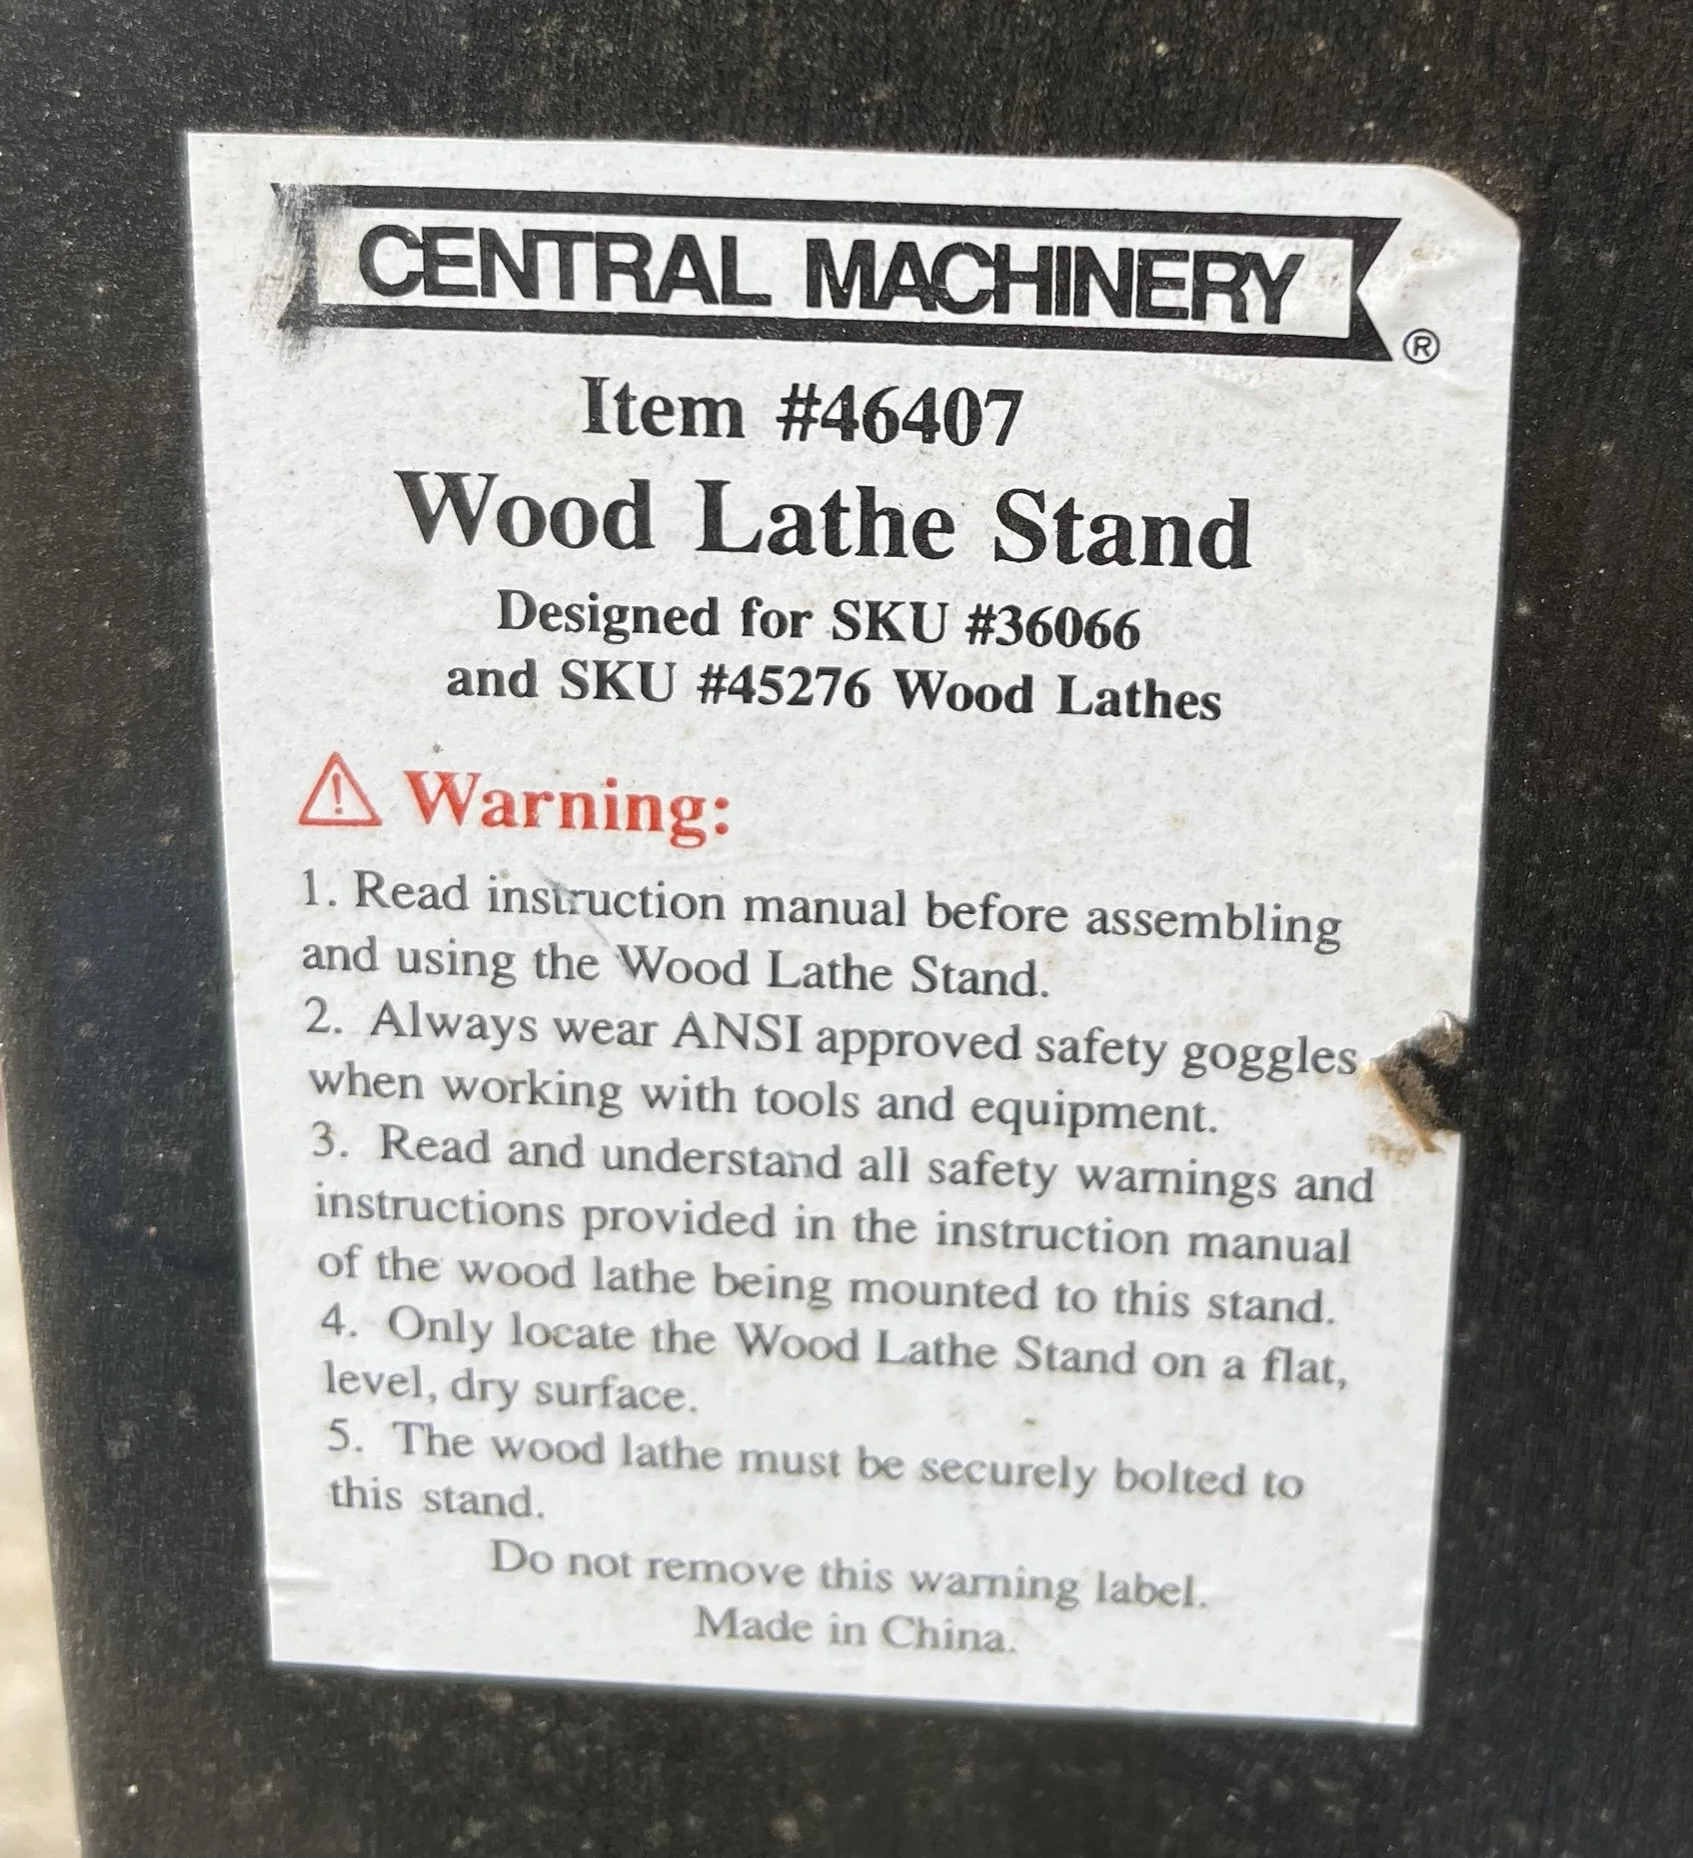 CENTRAL MACHINERY ®
Item #46407
Wood Lathe Stand
Designed for SKU #36066
and SKU #45276 Wood Lathes
Warning:
1. Read instruction manual before assembling
and using the Wood Lathe Stand.
2. Always wear ANSI approved safety goggles
when working with tools and equipment.
3. Read and understand all safety warnings and
instructions provided in the instruction manual
of the wood lathe being mounted to this stand.
4. Only locate the Wood Lathe Stand on a flat,
level, dry surface.
5. The wood lathe must be securely bolted to
this stand.
Do not remove this warning label.
Made in China.